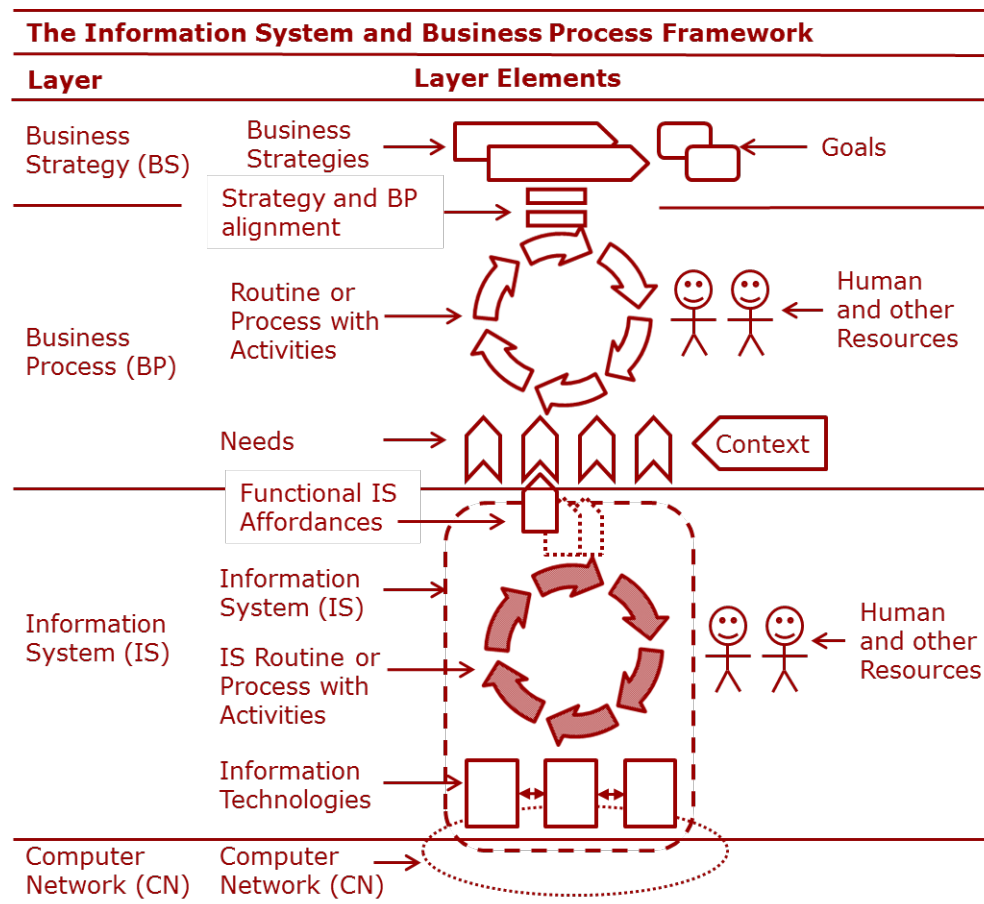 The Information System and Business Process Framework
Layer
Layer Elements
Business
Strategy (BS)
Business
Strategies
Goals
Strategy and BP
alignment
Business
Process (BP)
Routine or
Process with
Activities
Human
and other
Resources
Needs
Context
Functional IS
Affordances
Information
System (IS)
Information
System (IS)
IS Routine or
Process with
Activities
Human
and other
Resources
Information
Technologies
Computer
Network (CN)
Computer
Network (CN)